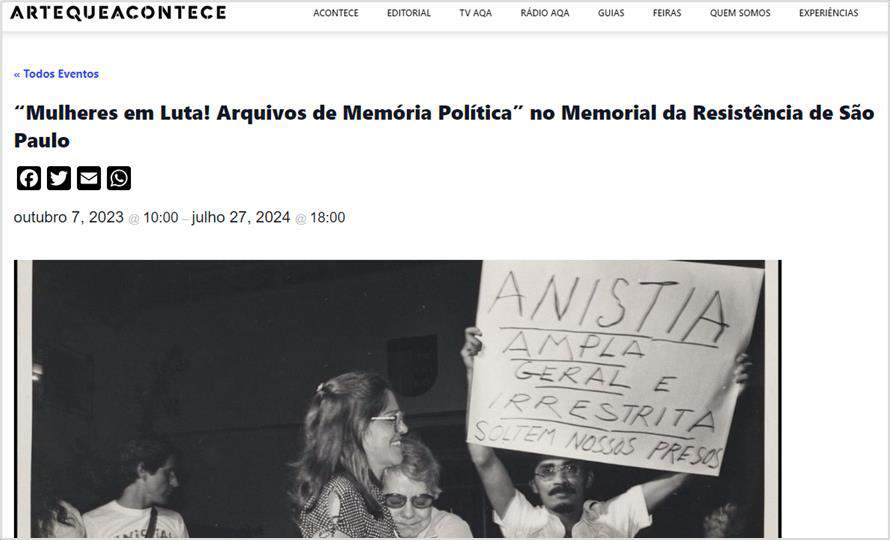 ARTEQUEACONTECE
ACONTECE EDITORIAL TV AQA RÁDIO AQA GUIAS FEIRAS QUEM SOMOS EXPERIÊNCIAS
« Todos Eventos
“Mulheres em Luta! Arquivos de Memória Política” no Memorial da Resistência de São
Paulo
outubro 7, 2023 @ 10:00 – julho 27, 2024 @ 18:00
ANISTIA
AMPLA
GERAL E
IRRESTRITA
SOLTEM NOSSOS PRESOS